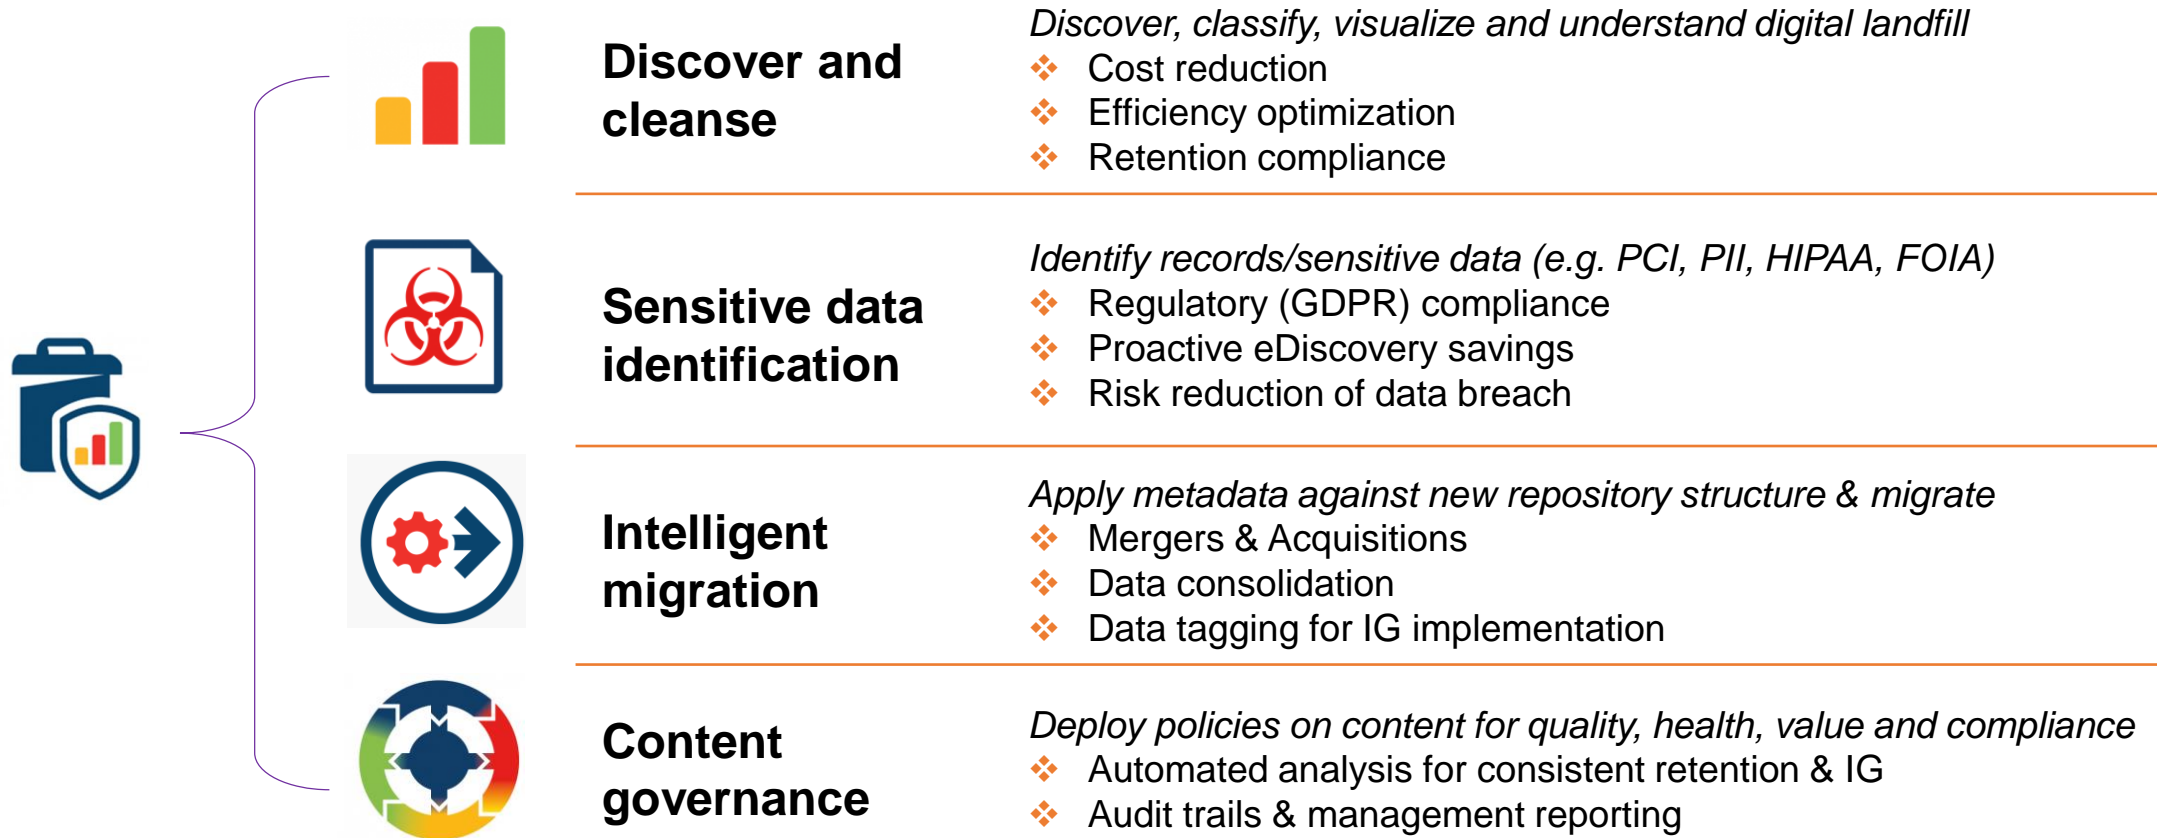 Discover and
cleanse
Discover, classify, visualize and understand digital landfill
❖ Cost reduction
❖ Efficiency optimization
❖ Retention compliance
Sensitive data
identification
Identify records/sensitive data (e.g. PCI, PII, HIPAA, FOIA)
❖ Regulatory (GDPR) compliance
❖ Proactive eDiscovery savings
❖ Risk reduction of data breach
Intelligent
migration
Apply metadata against new repository structure & migrate
❖ Mergers & Acquisitions
❖ Data consolidation
❖ Data tagging for IG implementation
Content
governance
Deploy policies on content for quality, health, value and compliance
❖ Automated analysis for consistent retention & IG
❖ Audit trails & management reporting